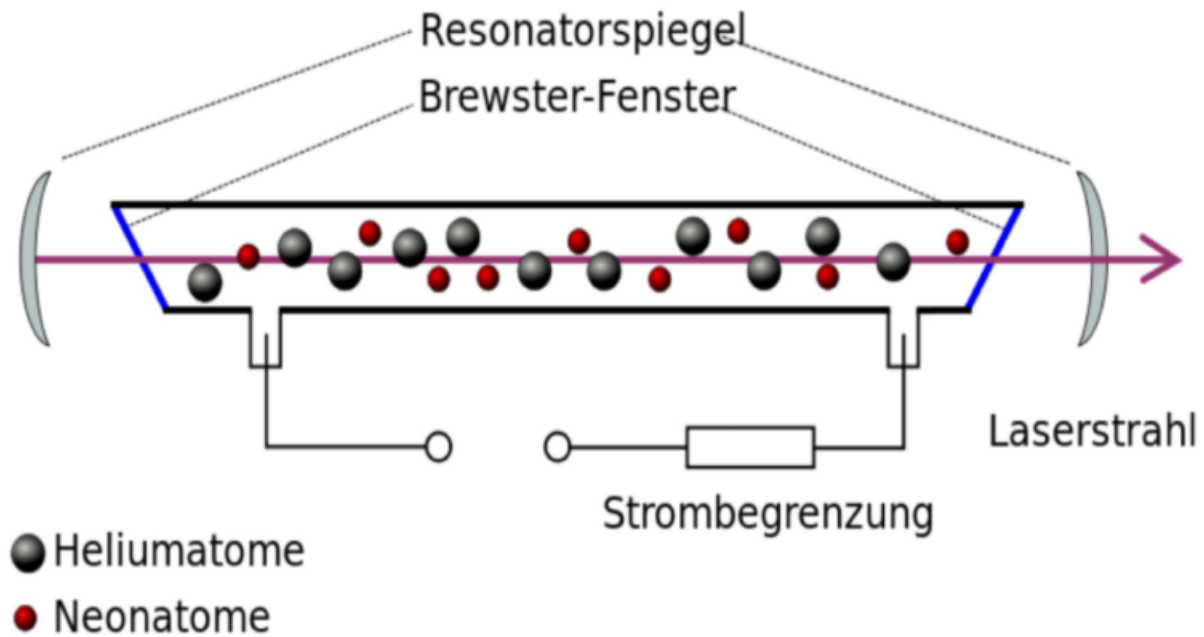 Resonatorspiegel
Brewster-Fenster
Laserstrahl
Strombegrenzung
Heliumatome
Neonatome